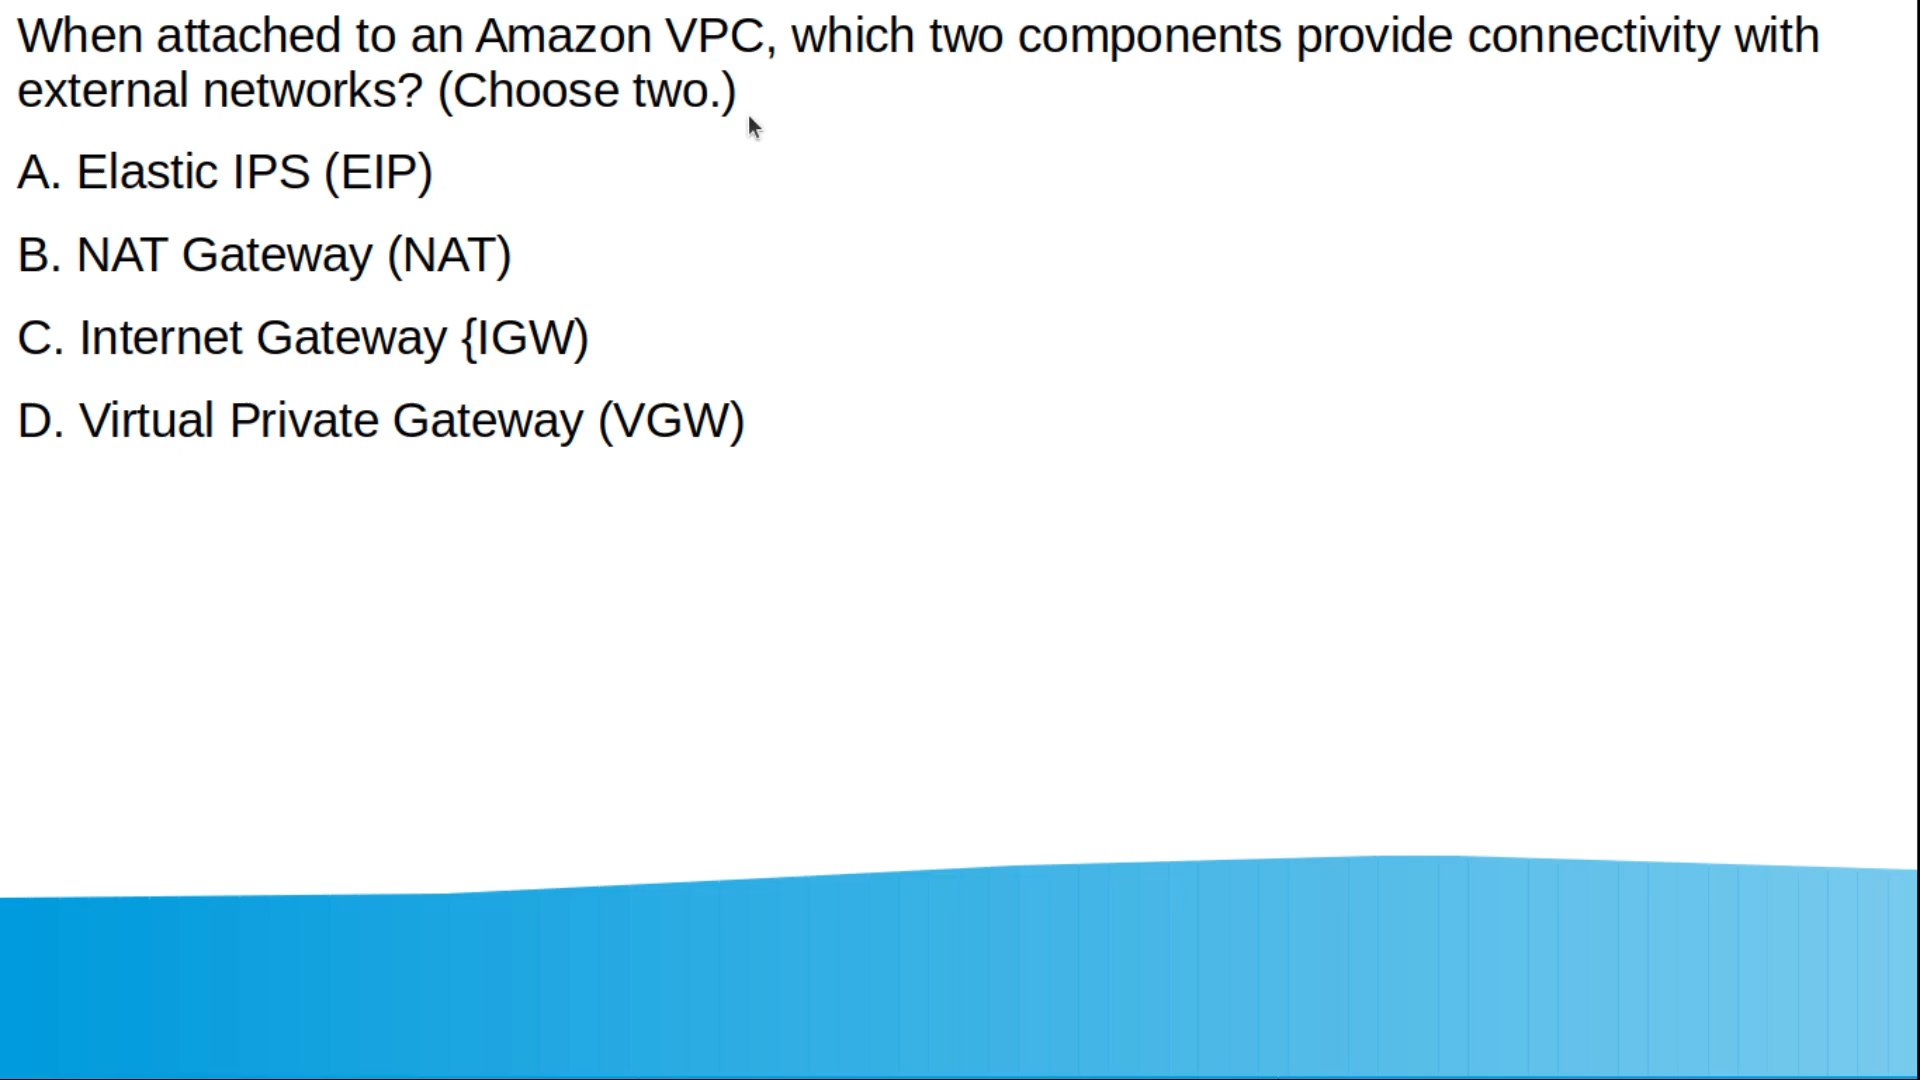 When attached to an Amazon VPC, which two components provide connectivity with
external networks? (Choose two.)
A. Elastic IPS (EIP)
B. NAT Gateway (NAT)
C. Internet Gateway {IGW)
D. Virtual Private Gateway (VGW)